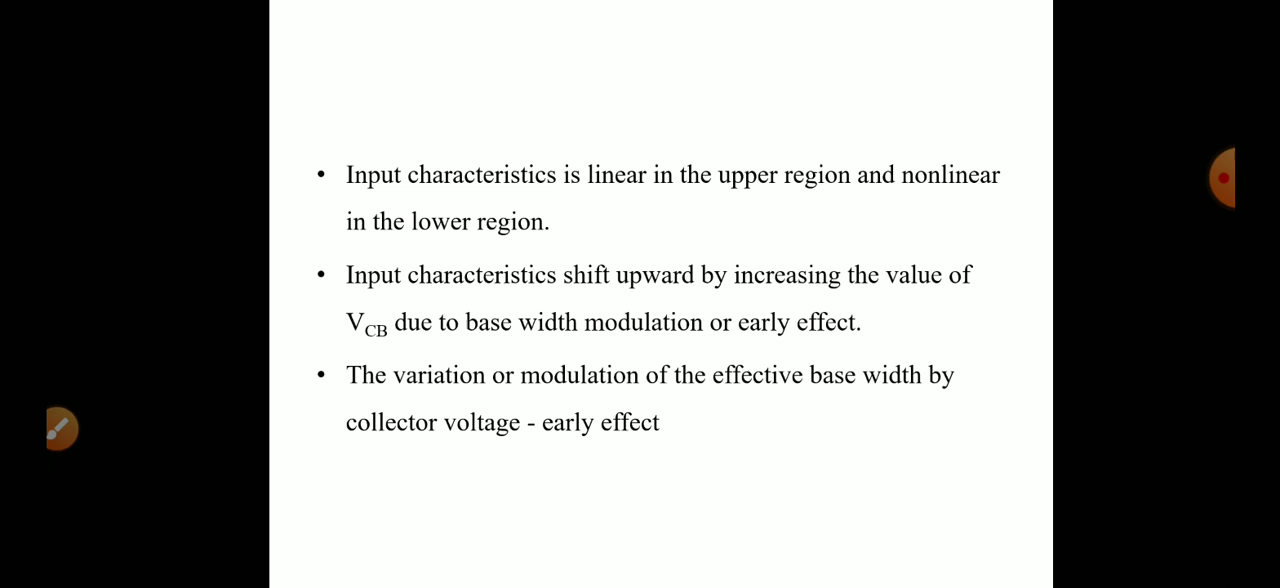 • Input characteristics is linear in the upper region and nonlinear
in the lower region.
• Input characteristics shift upward by increasing the value of
VCB due to base width modulation or early effect.
• The variation or modulation of the effective base width by
collector voltage - early effect